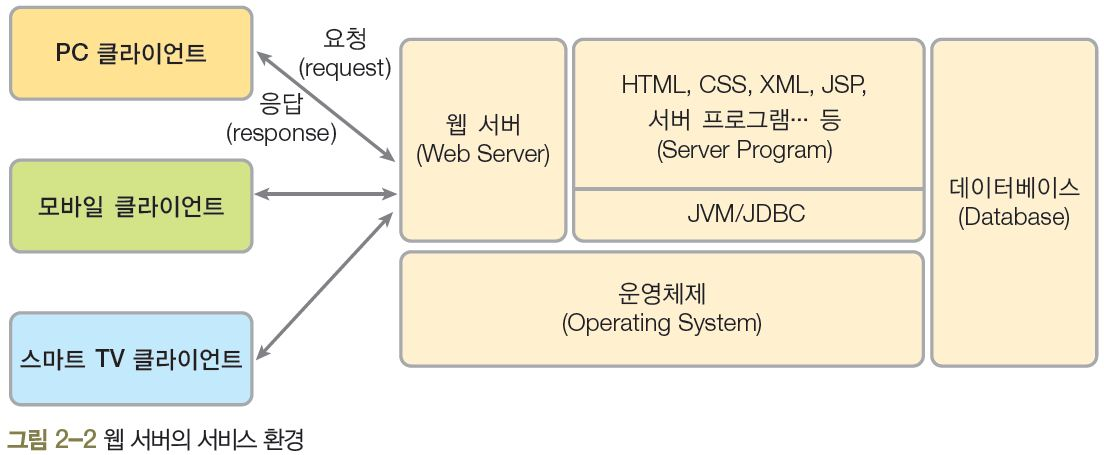 PC 클라이언트
요청
(request)
응답
(response)
모바일 클라이언트
스마트 TV 클라이언트
웹 서버
(Web Server)
HTML, CSS, XML, JSP,
서버 프로그램… 등
(Server Program)
JVM/JDBC
운영체제
(Operating System)
데이터베이스
(Database)
그림 2–2 웹 서버의 서비스 환경